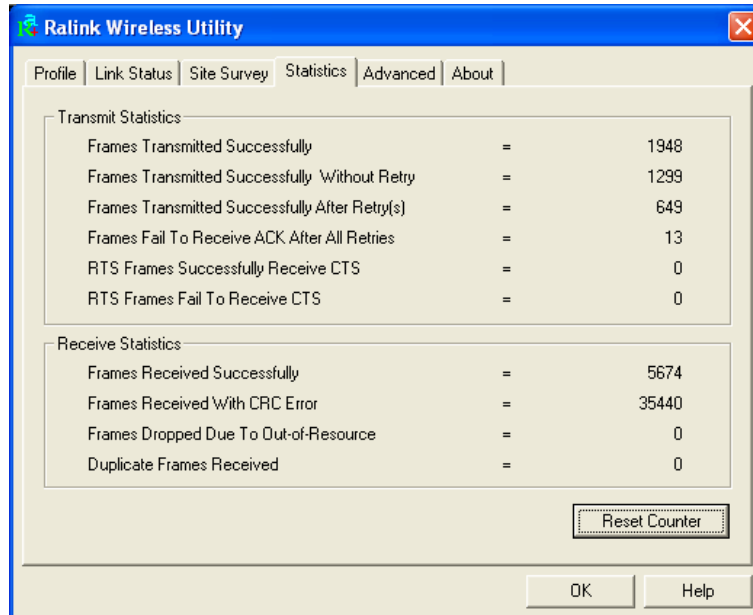 Ralink Wireless Utility
Profile Link Status Site Survey Statistics Advanced About
Transmit Statistics
Frames Transmitted Successfully = 1948
Frames Transmitted Successfully Without Retry = 1299
Frames Transmitted Successfully After Retry(s) = 649
Frames Fail To Receive ACK After All Retries = 13
RTS Frames Successfully Receive CTS = 0
RTS Frames Fail To Receive CTS = 0
Receive Statistics
Frames Received Successfully = 5674
Frames Received With CRC Error = 35440
Frames Dropped Due To Out-of-Resource = 0
Duplicate Frames Received = 0
Reset Counter
OK Help